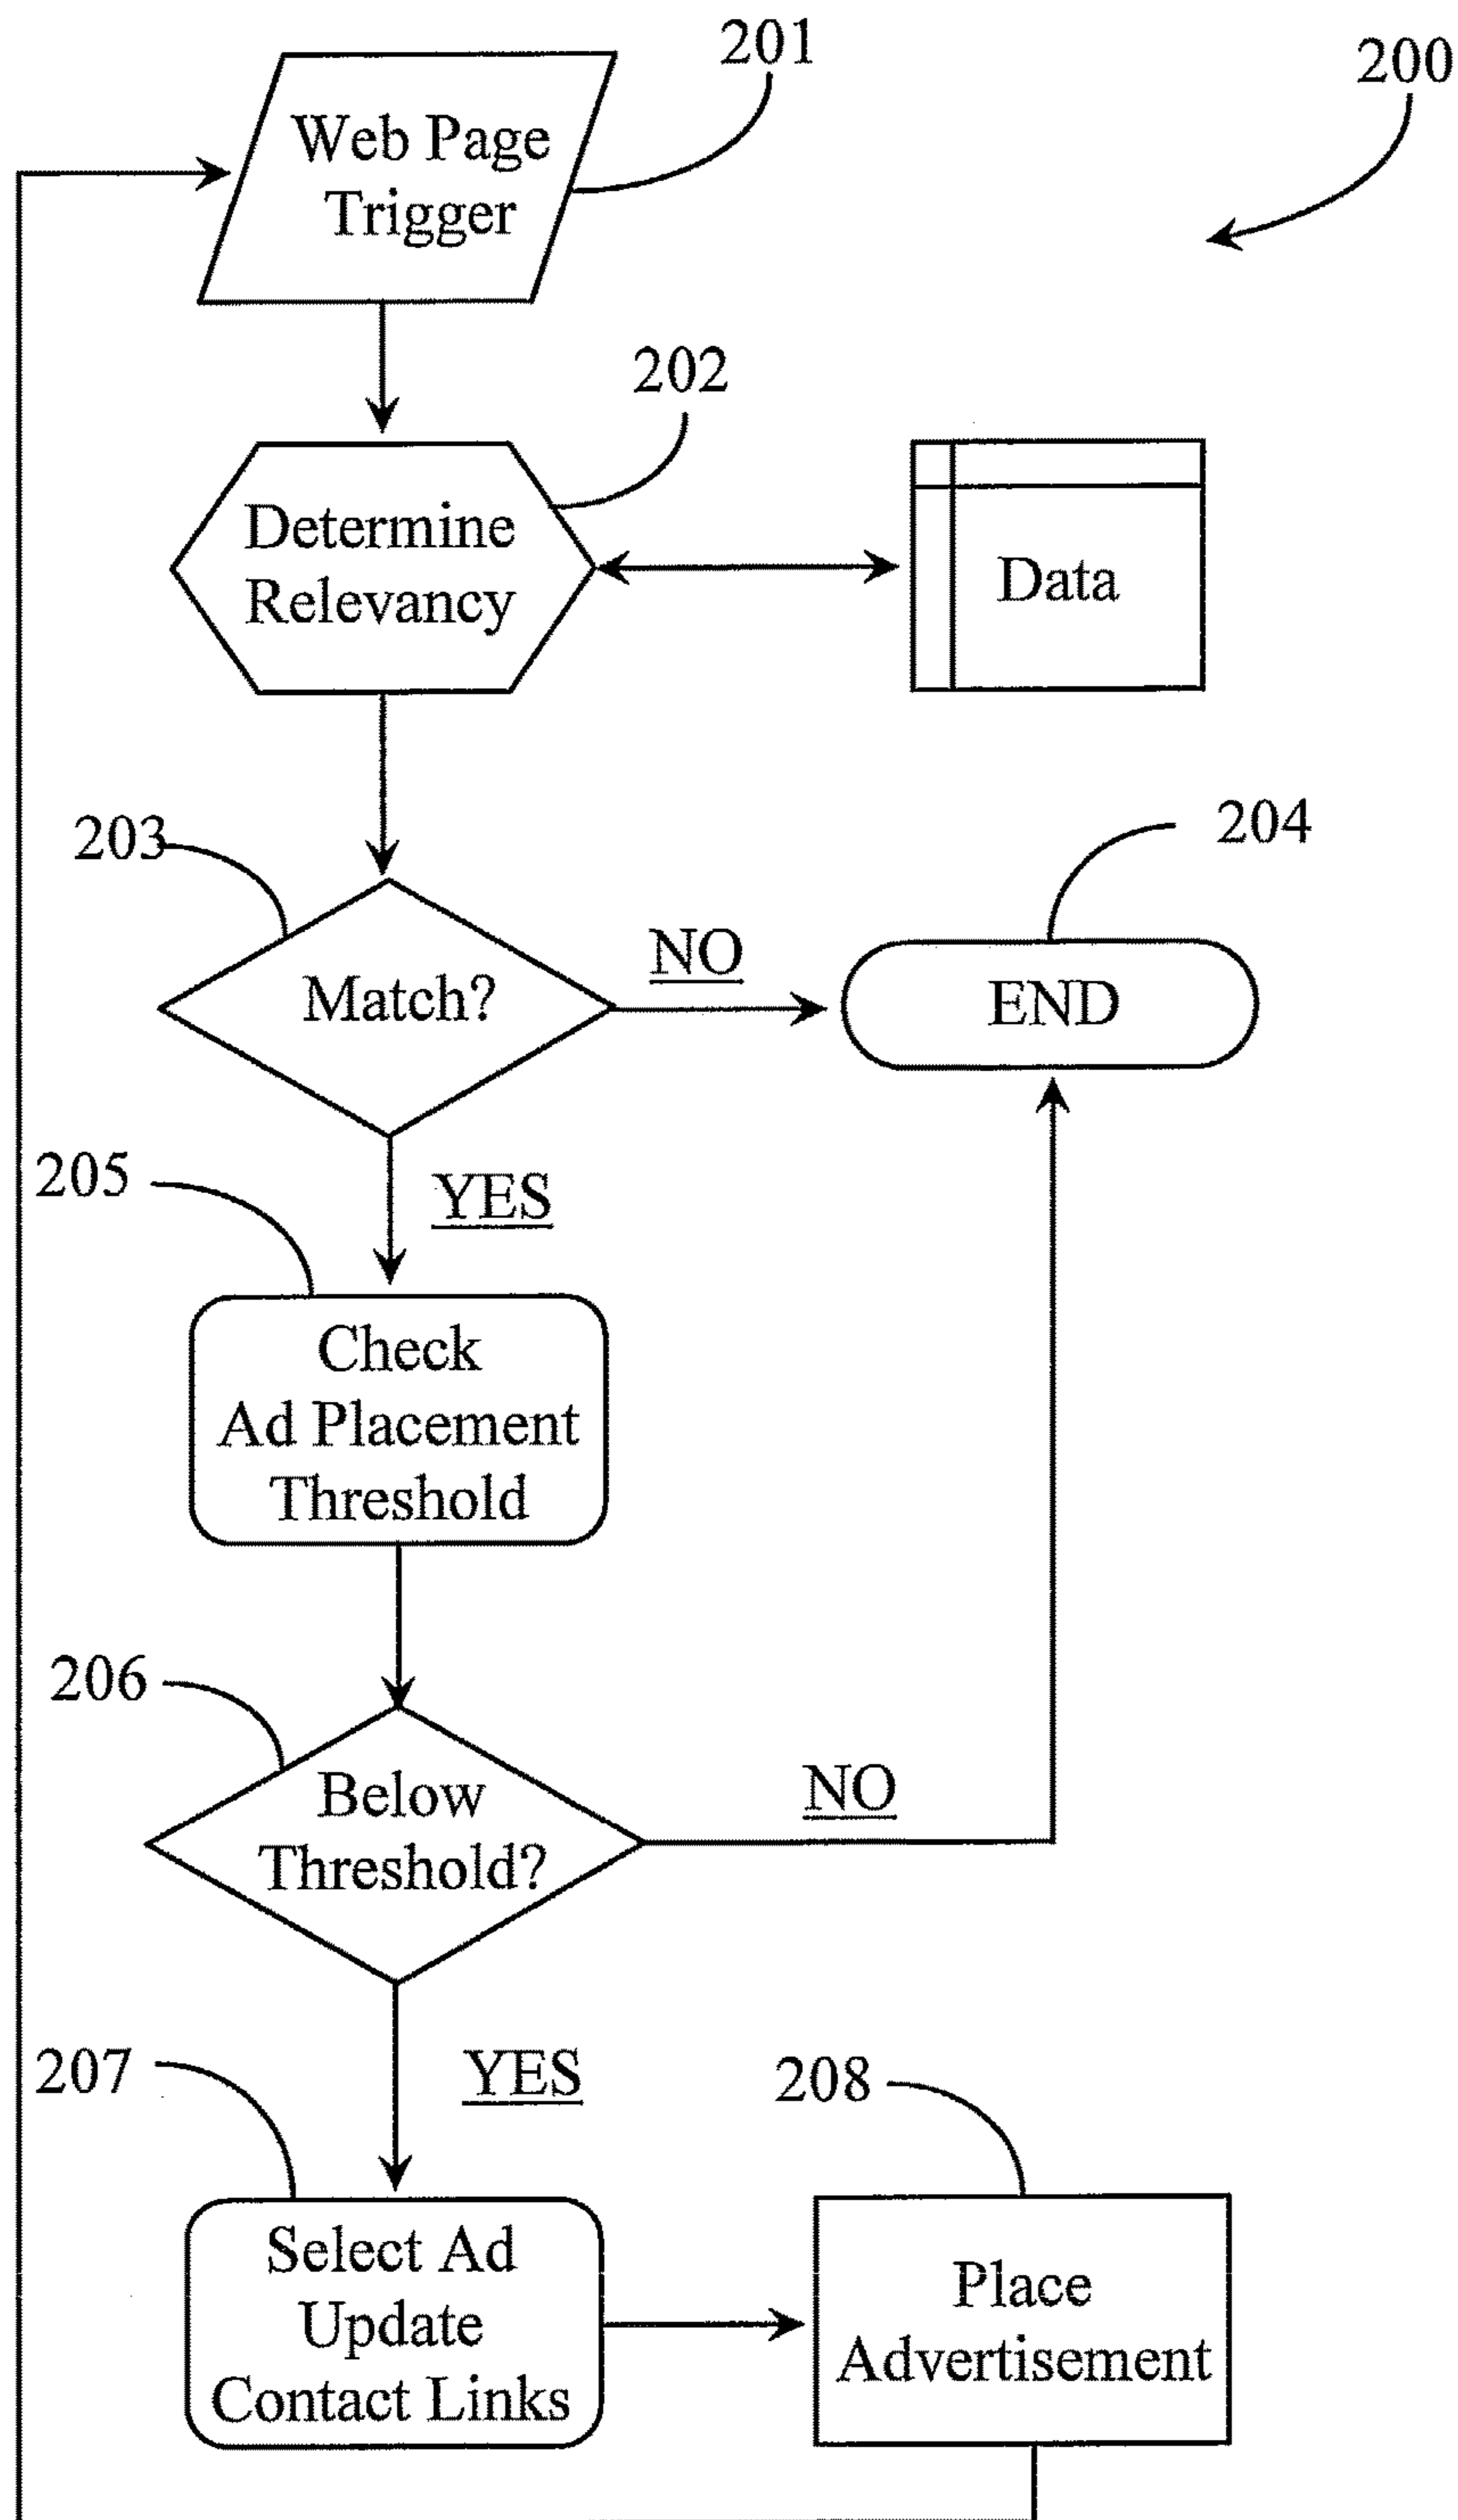 201
200
Web Page
Trigger
202
Determine
Relevancy
Data
203
204
Match?
NO
END
205
YES
Check
Ad Placement
Threshold
206
Below
Threshold?
NO
207
YES
208
Select Ad
Update
Contact Links
Place
Advertisement